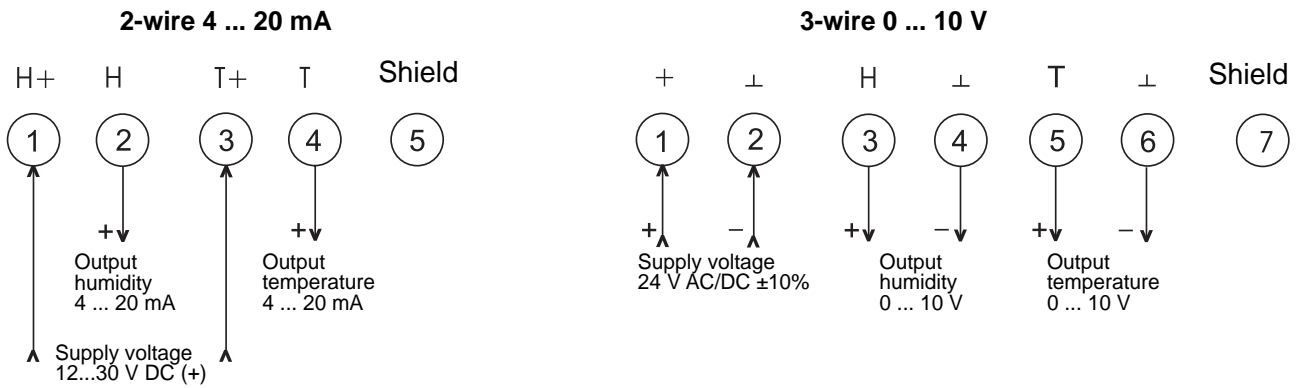 2-wire 4 ... 20 mA
H+ H T+ T Shield
1 2 3 4 5
+ +
Output
humidity
4 ... 20 mA
Output
temperature
4 ... 20 mA
Supply voltage
12...30 V DC (+)
3-wire 0 ... 10 V
+ ⊥ H ⊥ T ⊥ Shield
1 2 3 4 5 6 7
+ − + − + −
Supply voltage
24 V AC/DC ±10%
Output
humidity
0 ... 10 V
Output
temperature
0 ... 10 V